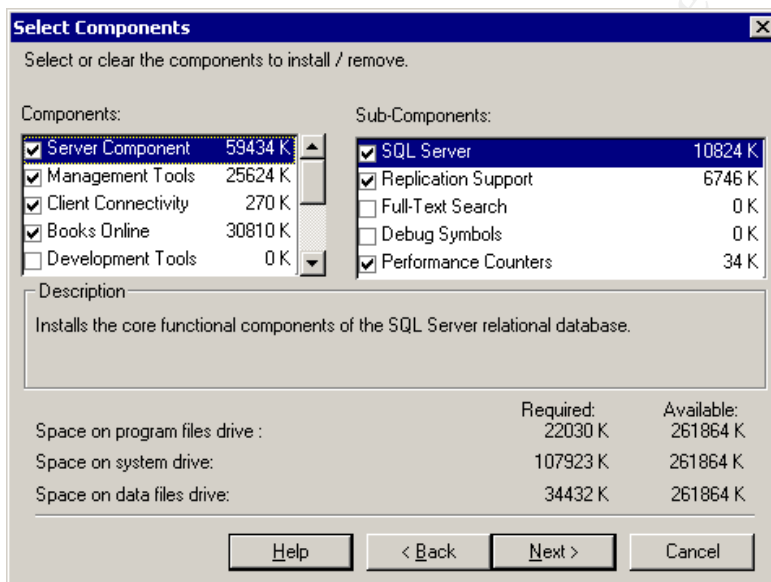 Select Components
Select or clear the components to install / remove.
Components:
Server Component 59434 K
Management Tools 25624 K
Client Connectivity 270 K
Books Online 30810 K
Development Tools 0 K
Sub-Components:
SQL Server 10824 K
Replication Support 6746 K
Full-Text Search 0 K
Debug Symbols 0 K
Performance Counters 34 K
Description
Installs the core functional components of the SQL Server relational database.
Required: Available:
Space on program files drive : 22030 K 261864 K
Space on system drive: 107923 K 261864 K
Space on data files drive: 34432 K 261864 K
Help < Back Next > Cancel